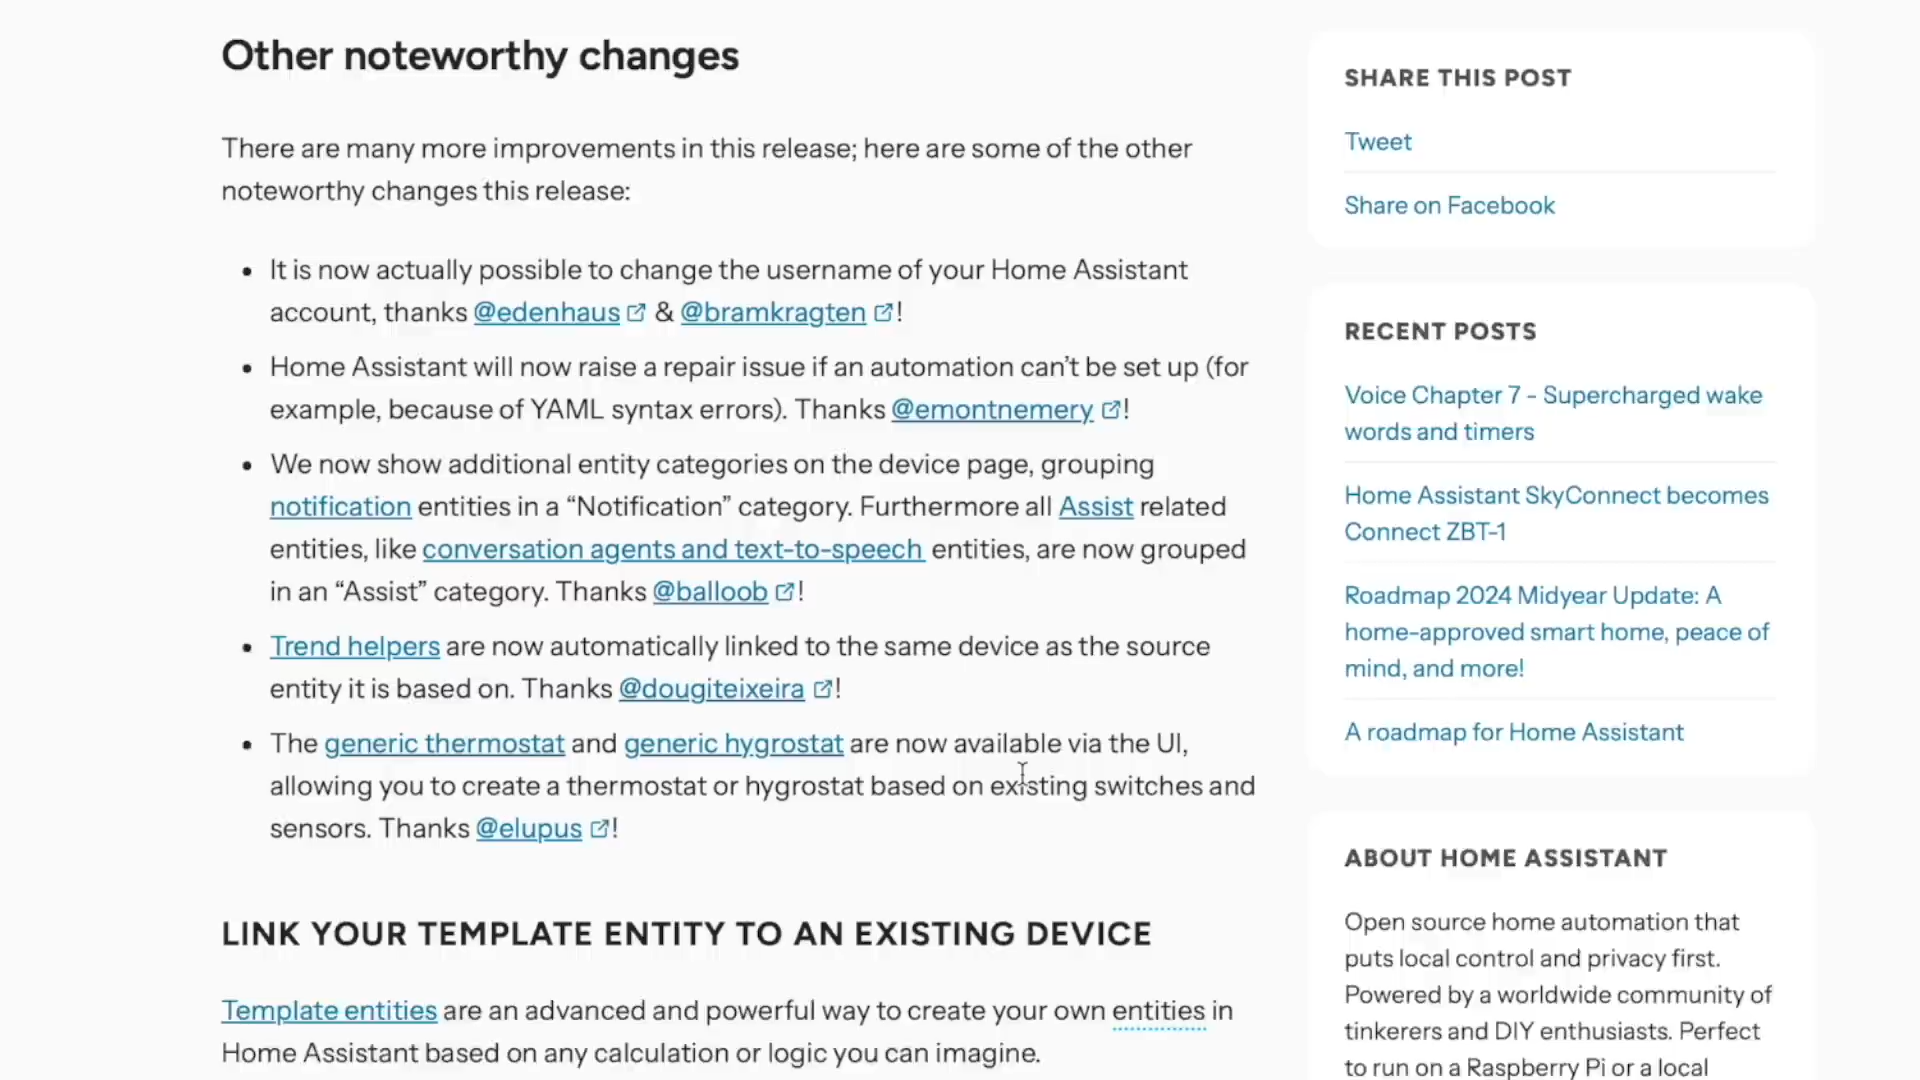 Other noteworthy changes
There are many more improvements in this release; here are some of the other
noteworthy changes this release:
• It is now actually possible to change the username of your Home Assistant
account, thanks @edenhaus & @bramkragten !
• Home Assistant will now raise a repair issue if an automation can’t be set up (for
example, because of YAML syntax errors). Thanks @emontnemery !
• We now show additional entity categories on the device page, grouping
notification entities in a “Notification” category. Furthermore all Assist related
entities, like conversation agents and text-to-speech entities, are now grouped
in an “Assist” category. Thanks @balloob !
• Trend helpers are now automatically linked to the same device as the source
entity it is based on. Thanks @dougiteixeira !
• The generic thermostat and generic hygrostat are now available via the UI,
allowing you to create a thermostat or hygrostat based on existing switches and
sensors. Thanks @elupus !
LINK YOUR TEMPLATE ENTITY TO AN EXISTING DEVICE
Template entities are an advanced and powerful way to create your own entities in
Home Assistant based on any calculation or logic you can imagine.
SHARE THIS POST
Tweet
Share on Facebook
RECENT POSTS
Voice Chapter 7 - Supercharged wake
words and timers
Home Assistant SkyConnect becomes
Connect ZBT-1
Roadmap 2024 Midyear Update: A
home-approved smart home, peace of
mind, and more!
A roadmap for Home Assistant
ABOUT HOME ASSISTANT
Open source home automation that
puts local control and privacy first.
Powered by a worldwide community of
tinkerers and DIY enthusiasts. Perfect
to run on a Raspberry Pi or a local